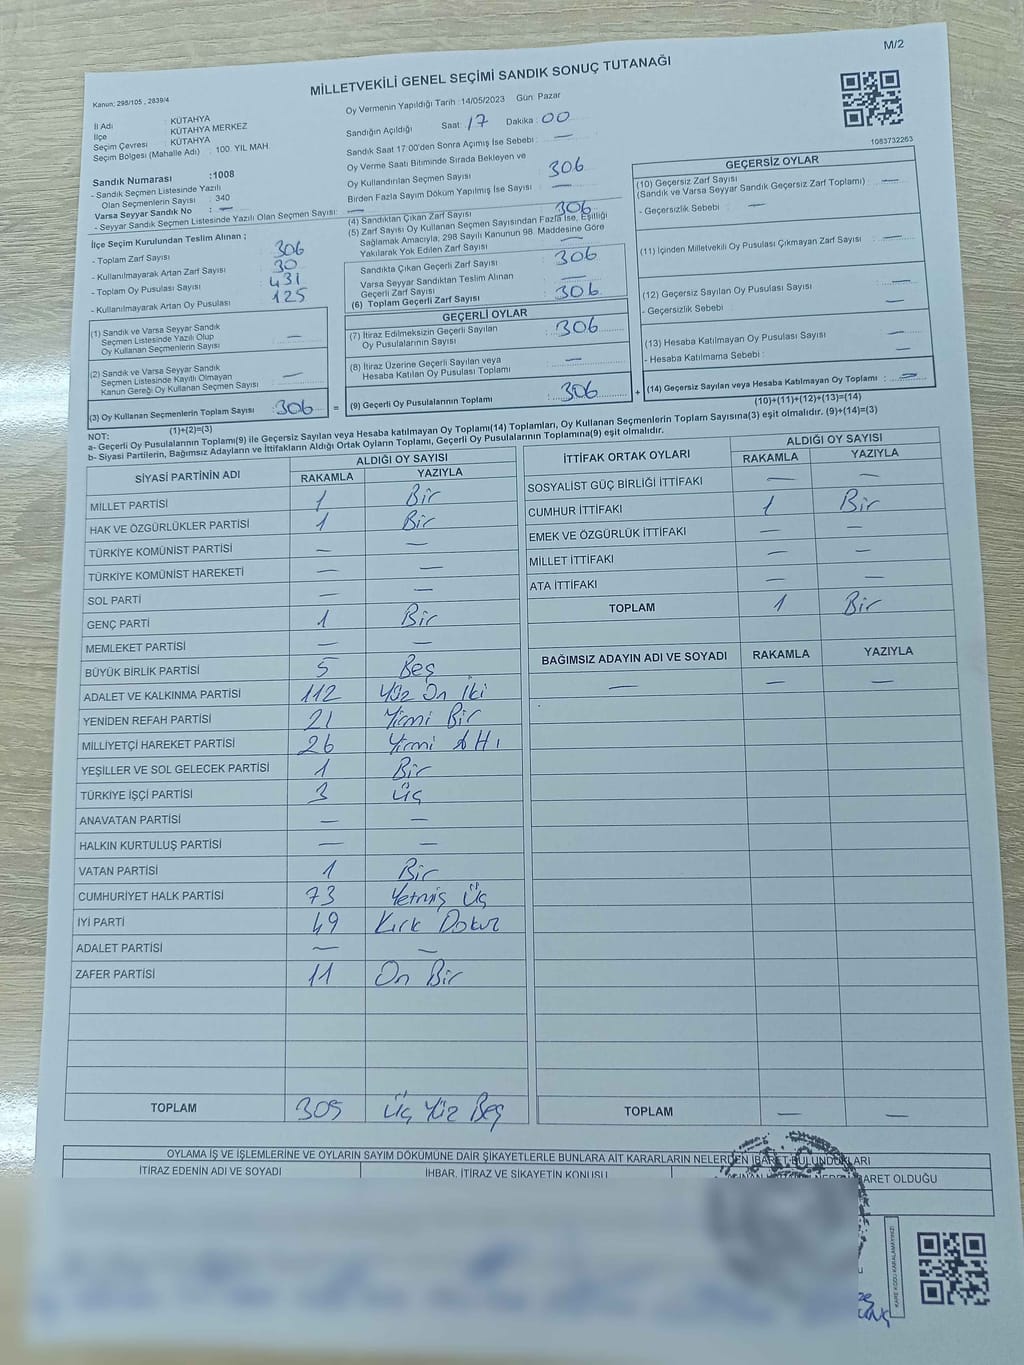 M/2
MİLLETVEKİLİ GENEL SEÇİMİ SANDIK SONUÇ TUTANAĞI
Kanun; 298/105 , 2839/4
İl Adı : KÜTAHYA
İlçe : KÜTAHYA MERKEZ
Seçim Çevresi : KÜTAHYA
Seçim Bölgesi (Mahalle Adı) : 100. YIL MAH.
Sandık Numarası :1008
- Sandık Seçmen Listesinde Yazılı
Olan Seçmenlerin Sayısı : 340
Varsa Seyyar Sandık No : —
- Seyyar Sandık Seçmen Listesinde Yazılı Olan Seçmen Sayısı: —
Oy Vermenin Yapıldığı Tarih :14/05/2023 Gün: Pazar
Sandığın Açıldığı Saat: 17 Dakika: 00
Sandık Saat 17:00'den Sonra Açımış İse Sebebi : —
Oy Verme Saati Bitiminde Sırada Bekleyen ve
Oy Kullandırılan Seçmen Sayısı : 306
Birden Fazla Sayım Döküm Yapılmış İse Sayısı : —
1083732263
İlçe Seçim Kurulundan Teslim Alınan ;
- Toplam Zarf Sayısı : 306
- Kullanılmayarak Artan Zarf Sayısı : 30
- Toplam Oy Pusulası Sayısı : 431
- Kullanılmayarak Artan Oy Pusulası : 125
(1) Sandık ve Varsa Seyyar Sandık
Seçmen Listesinde Yazılı Olup
Oy Kullanan Seçmenlerin Sayısı : —
(2) Sandık ve Varsa Seyyar Sandık
Seçmen Listesinde Kayıtlı Olmayan
Kanun Gereği Oy Kullanan Seçmen Sayısı : —
(3) Oy Kullanan Seçmenlerin Toplam Sayısı : 306
(1)+(2)=(3)
(4) Sandıktan Çıkan Zarf Sayısı : 306
(5) Zarf Sayısı Oy Kullanan Seçmen Sayısından Fazla İse, Eşitliği
Sağlamak Amacıyla, 298 Sayılı Kanunun 98. Maddesine Göre
Yakılarak Yok Edilen Zarf Sayısı : —
Sandıkta Çıkan Geçerli Zarf Sayısı : 306
Varsa Seyyar Sandıktan Teslim Alınan
Geçerli Zarf Sayısı : —
(6) Toplam Geçerli Zarf Sayısı : 306
GEÇERLİ OYLAR
(7) İtiraz Edilmeksizin Geçerli Sayılan
Oy Pusulalarının Sayısı : 306
(8) İtiraz Üzerine Geçerli Sayılan veya
Hesaba Katılan Oy Pusulası Toplamı : —
= (9) Geçerli Oy Pusulalarının Toplamı : 306 +
GEÇERSİZ OYLAR
(10) Geçersiz Zarf Sayısı
(Sandık ve Varsa Seyyar Sandık Geçersiz Zarf Toplamı) : —
- Geçersizlik Sebebi : —
(11) İçinden Milletvekili Oy Pusulası Çıkmayan Zarf Sayısı : —
(12) Geçersiz Sayılan Oy Pusulası Sayısı : —
- Geçersizlik Sebebi : —
(13) Hesaba Katılmayan Oy Pusulası Sayısı : —
- Hesaba Katılmama Sebebi : —
(14) Geçersiz Sayılan veya Hesaba Katılmayan Oy Toplamı : —
(10)+(11)+(12)+(13)=(14)
NOT:
a- Geçerli Oy Pusulalarının Toplamı(9) ile Geçersiz Sayılan veya Hesaba katılmayan Oy Toplamı(14) Toplamları, Oy Kullanan Seçmenlerin Toplam Sayısına(3) eşit olmalıdır. (9)+(14)=(3)
b- Siyasi Partilerin, Bağımsız Adayların ve İttifakların Aldığı Ortak Oyların Toplamı, Geçerli Oy Pusulalarının Toplamına(9) eşit olmalıdır.
SİYASİ PARTİNİN ADI ALDIĞI OY SAYISI
RAKAMLA YAZIYLA
MİLLET PARTİSİ 1 Bir
HAK VE ÖZGÜRLÜKLER PARTİSİ 1 Bir
TÜRKİYE KOMÜNİST PARTİSİ — —
TÜRKİYE KOMÜNİST HAREKETİ — —
SOL PARTİ — —
GENÇ PARTİ 1 Bir
MEMLEKET PARTİSİ — —
BÜYÜK BİRLİK PARTİSİ 5 Beş
ADALET VE KALKINMA PARTİSİ 112 Yüz On İki
YENİDEN REFAH PARTİSİ 21 Yirmi Bir
MİLLİYETÇİ HAREKET PARTİSİ 26 Yirmi Altı
YEŞİLLER VE SOL GELECEK PARTİSİ 1 Bir
TÜRKİYE İŞÇİ PARTİSİ 3 Üç
ANAVATAN PARTİSİ — —
HALKIN KURTULUŞ PARTİSİ — —
VATAN PARTİSİ 1 Bir
CUMHURİYET HALK PARTİSİ 73 Yetmiş Üç
İYİ PARTİ 49 Kırk Dokuz
ADALET PARTİSİ — —
ZAFER PARTİSİ 11 On Bir
TOPLAM 305 Üç Yüz Beş
İTTİFAK ORTAK OYLARI ALDIĞI OY SAYISI
RAKAMLA YAZIYLA
SOSYALİST GÜÇ BİRLİĞİ İTTİFAKI — —
CUMHUR İTTİFAKI 1 Bir
EMEK VE ÖZGÜRLÜK İTTİFAKI — —
MİLLET İTTİFAKI — —
ATA İTTİFAKI — —
TOPLAM 1 Bir
BAĞIMSIZ ADAYIN ADI VE SOYADI RAKAMLA YAZIYLA
— — —
TOPLAM — —
OYLAMA İŞ VE İŞLEMLERİNE VE OYLARIN SAYIM DÖKÜMÜNE DAİR ŞİKAYETLERLE BUNLARA AİT KARARLARIN NELERDEN İBARET BULUNDUKLARI
İTİRAZ EDENİN ADI VE SOYADI
İHBAR, İTİRAZ VE ŞİKAYETİN KONUSU
İBARET OLDUĞU
KARE KODU KARALAMAYINIZ!